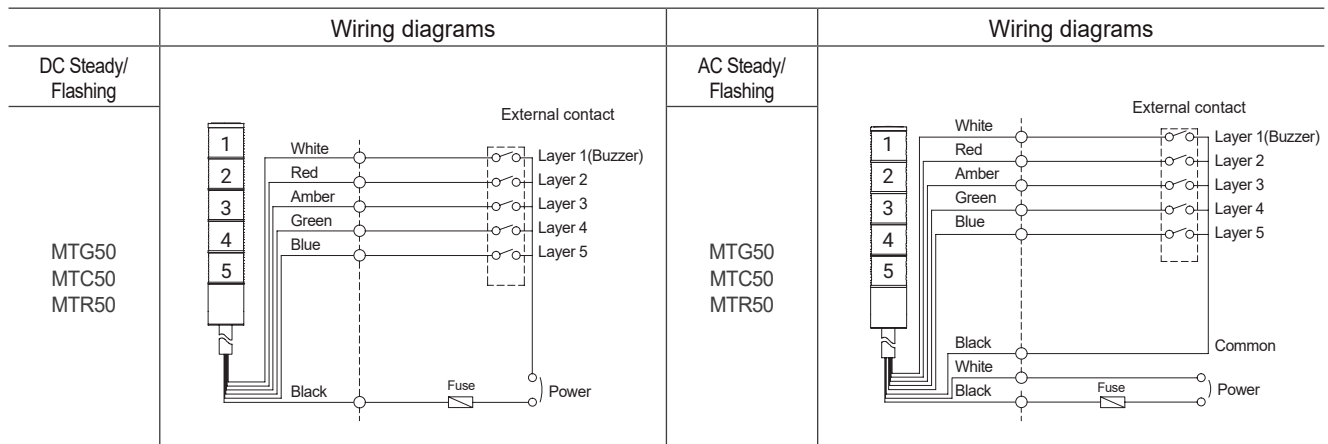 Wiring diagrams
Wiring diagrams
DC Steady/
Flashing
MTG50
MTC50
MTR50
External contact
1
2
3
4
5
White
Red
Amber
Green
Blue
Layer 1(Buzzer)
Layer 2
Layer 3
Layer 4
Layer 5
Black
Fuse
Power
AC Steady/
Flashing
MTG50
MTC50
MTR50
External contact
1
2
3
4
5
White
Red
Amber
Green
Blue
Layer 1(Buzzer)
Layer 2
Layer 3
Layer 4
Layer 5
Black
Common
White
Black
Fuse
Power